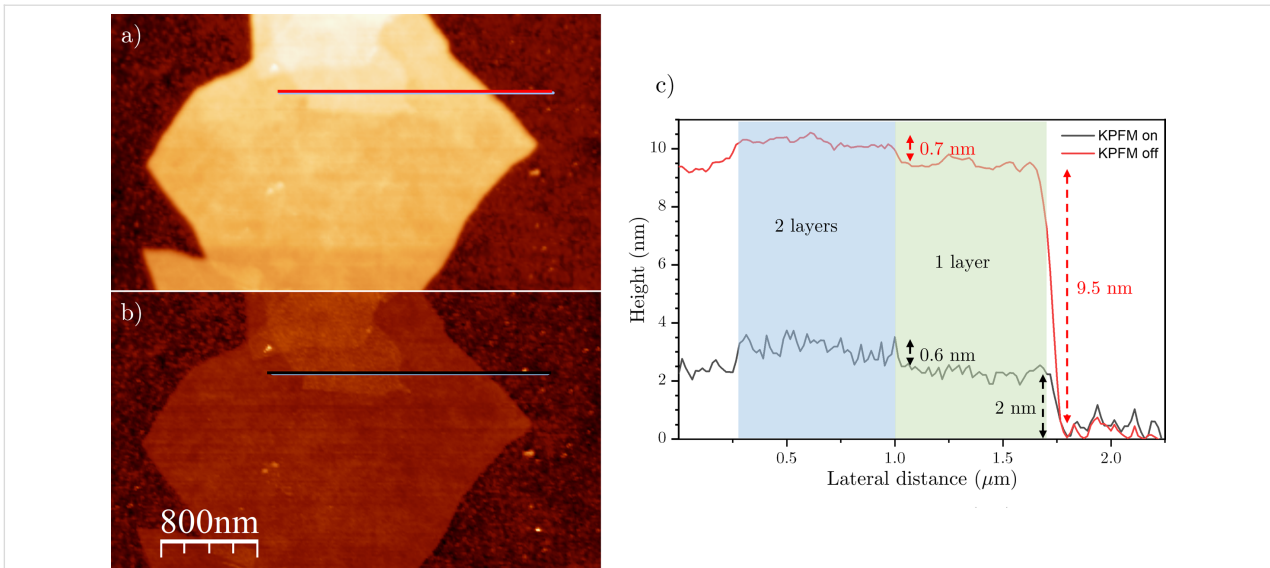 a)
b)
800nm
c)
KPFM on
KPFM off
10
8
6
4
2
0
Height (nm)
0.7 nm
2 layers
1 layer
9.5 nm
0.6 nm
2 nm
0.5
1.0
1.5
2.0
Lateral distance (μm)